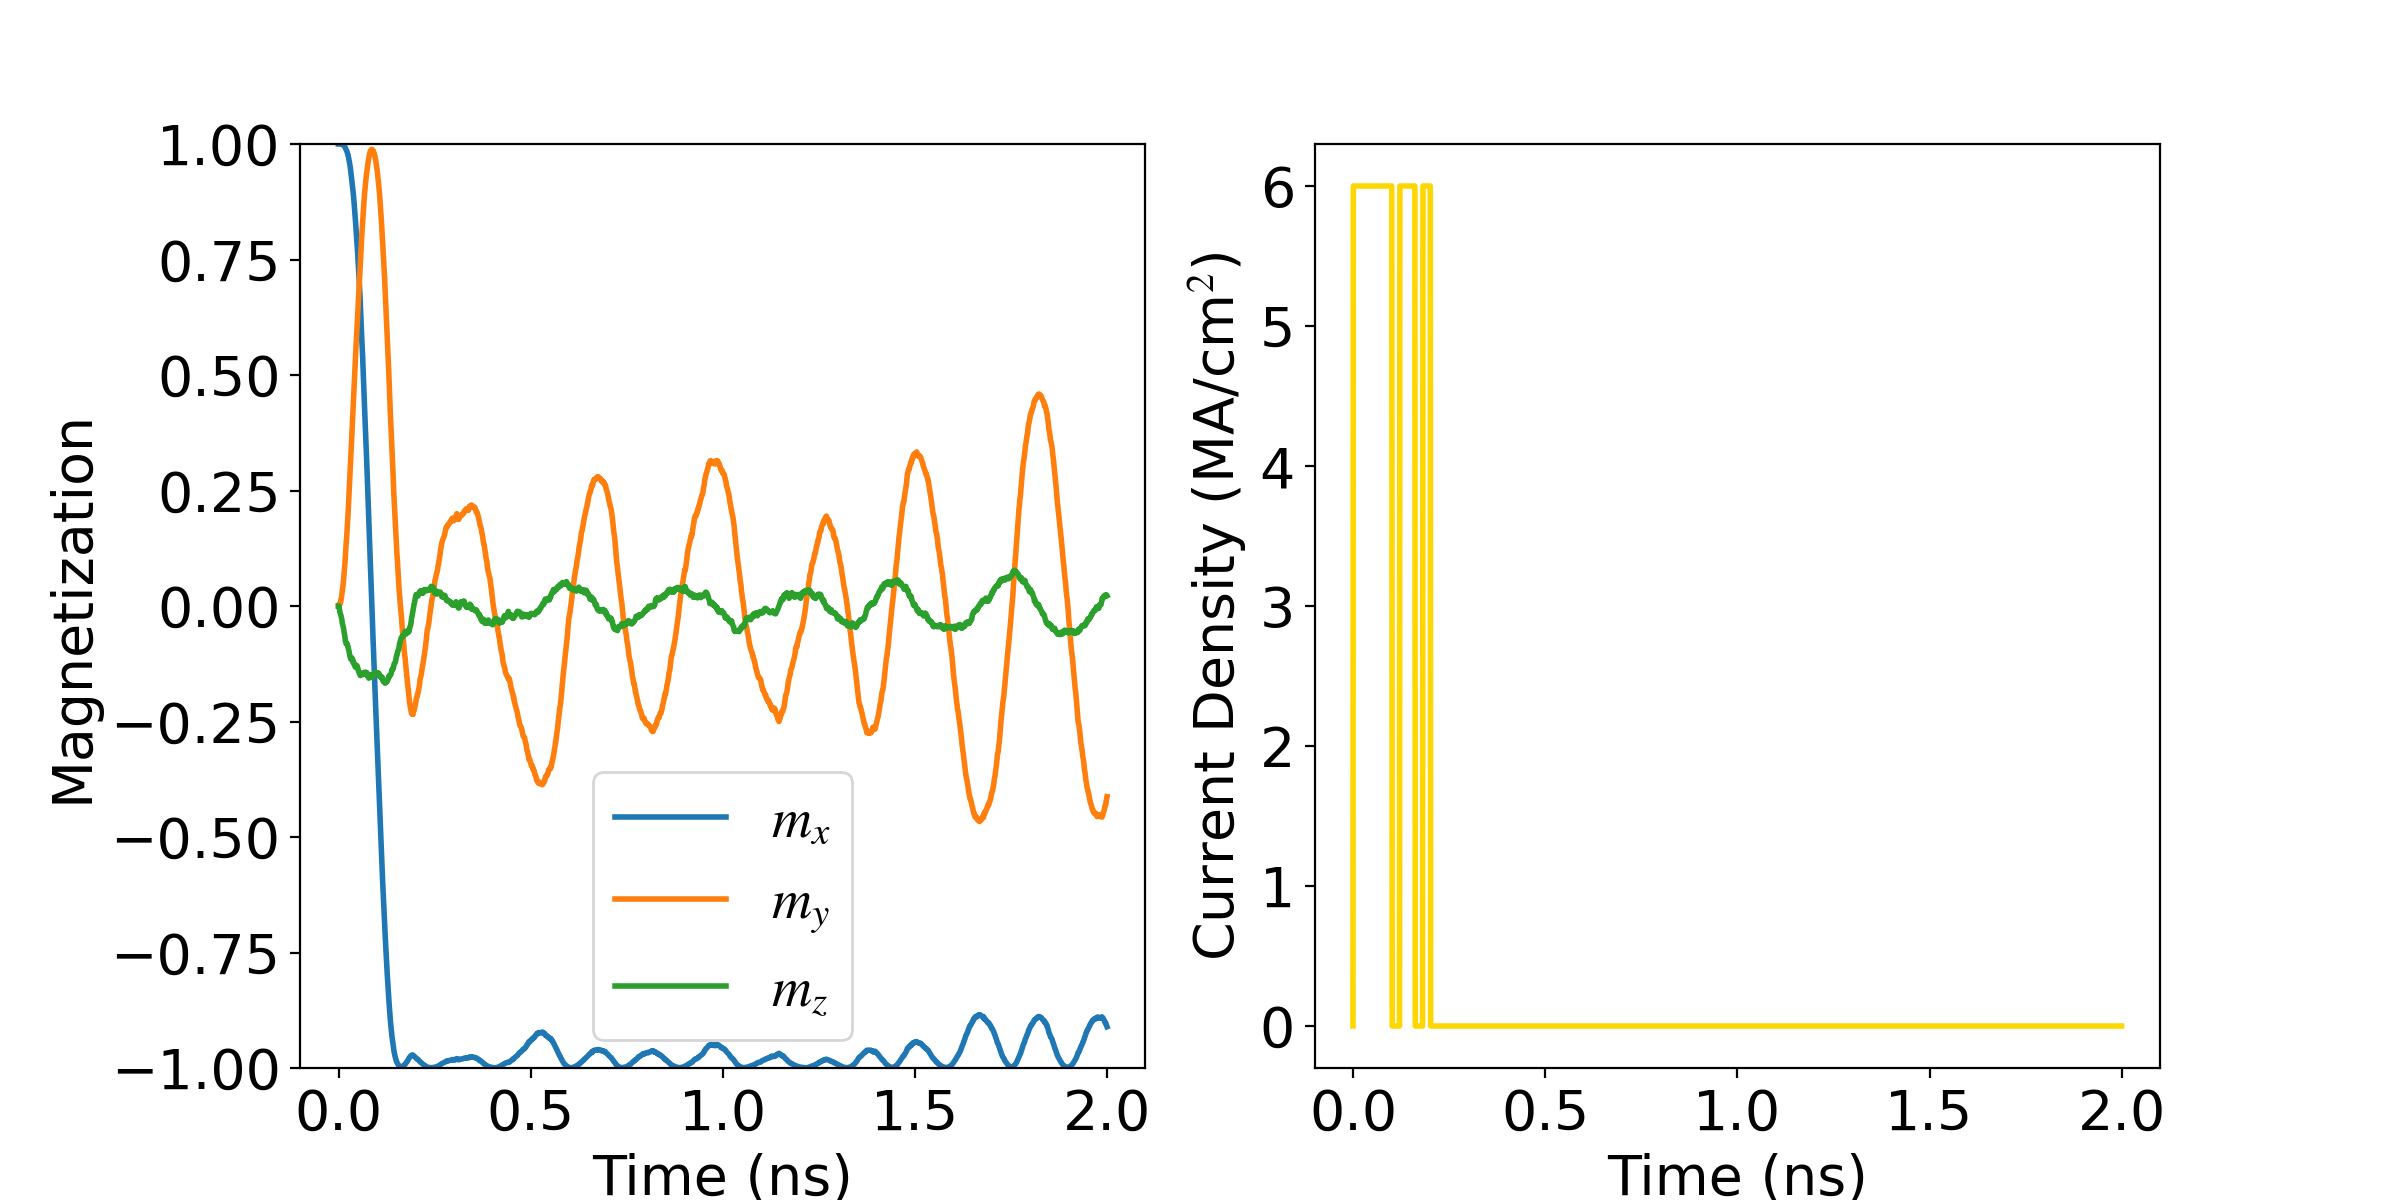 1.00
0.75
0.50
0.25
0.00
−0.25
−0.50
−0.75
−1.00
Magnetization
0.0 0.5 1.0 1.5 2.0
Time (ns)
m_x
m_y
m_z
6
5
4
3
2
1
0
Current Density (MA/cm²)
0.0 0.5 1.0 1.5 2.0
Time (ns)